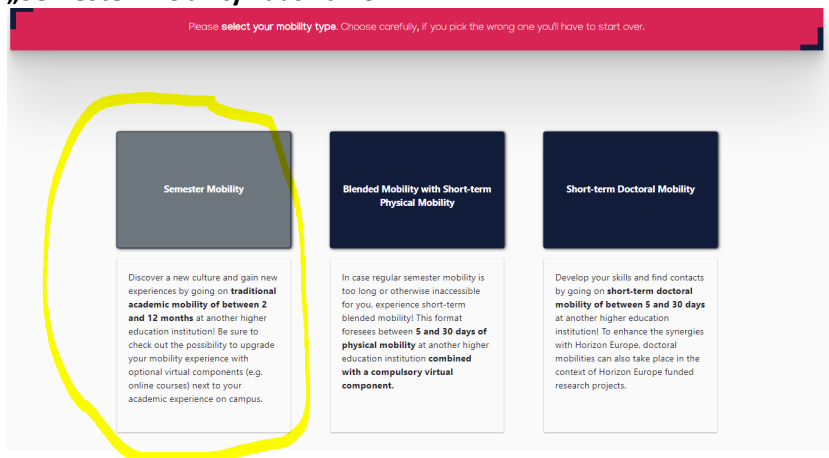 Please select your mobility type. Choose carefully, if you pick the wrong one you'll have to start over.
Semester Mobility
Discover a new culture and gain new
experiences by going on traditional
academic mobility of between 2
and 12 months at another higher
education institution! Be sure to
check out the possibility to upgrade
your mobility experience with
optional virtual components (e.g.
online courses) next to your
academic experience on campus.
Blended Mobility with Short-term
Physical Mobility
In case regular semester mobility is
too long or otherwise inaccessible
for you, experience short-term
blended mobility! This format
foresees between 5 and 30 days of
physical mobility at another higher
education institution combined
with a compulsory virtual
component.
Short-term Doctoral Mobility
Develop your skills and find contacts
by going on short-term doctoral
mobility of between 5 and 30 days
at another higher education
institution! To enhance the synergies
with Horizon Europe, doctoral
mobilities can also take place in the
context of Horizon Europe funded
research projects.